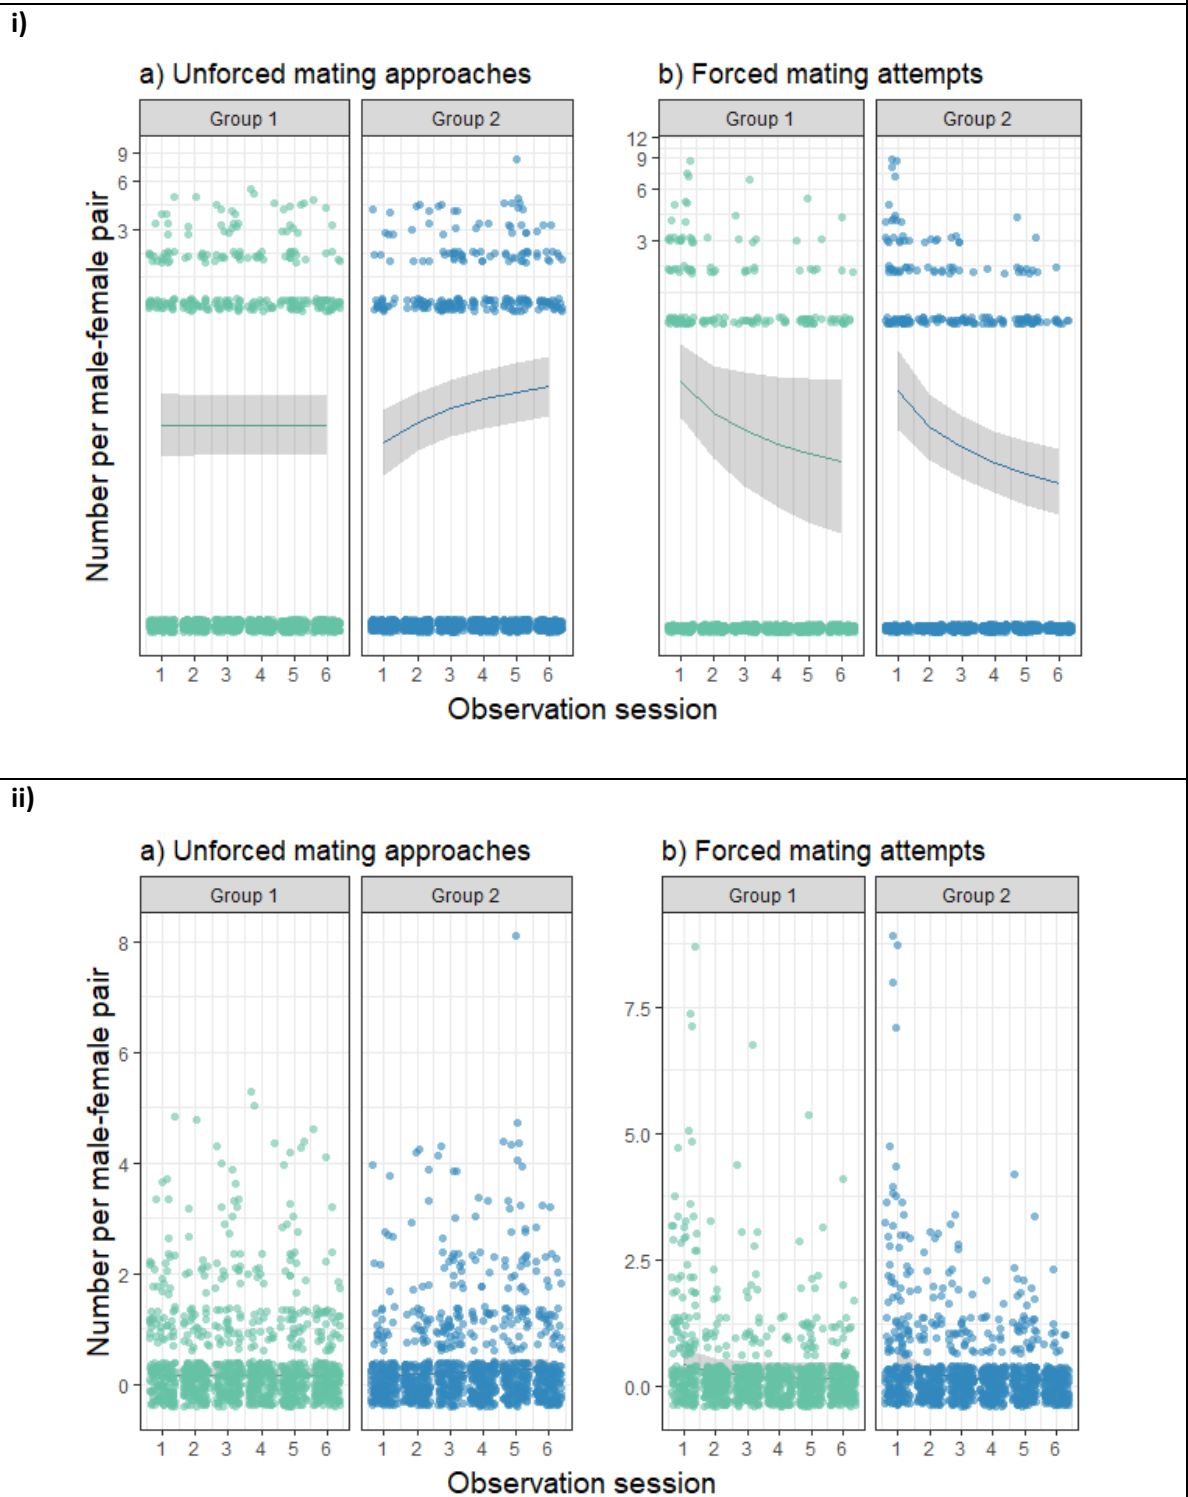 i)
a) Unforced mating approaches
b) Forced mating attempts
Group 1
Group 2
Group 1
Group 2
Number per male-female pair
9
6
3
12
9
6
3
1 2 3 4 5 6
1 2 3 4 5 6
1 2 3 4 5 6
1 2 3 4 5 6
Observation session
ii)
a) Unforced mating approaches
b) Forced mating attempts
Group 1
Group 2
Group 1
Group 2
Number per male-female pair
8
6
4
2
0
7.5
5.0
2.5
0.0
1 2 3 4 5 6
1 2 3 4 5 6
1 2 3 4 5 6
1 2 3 4 5 6
Observation session